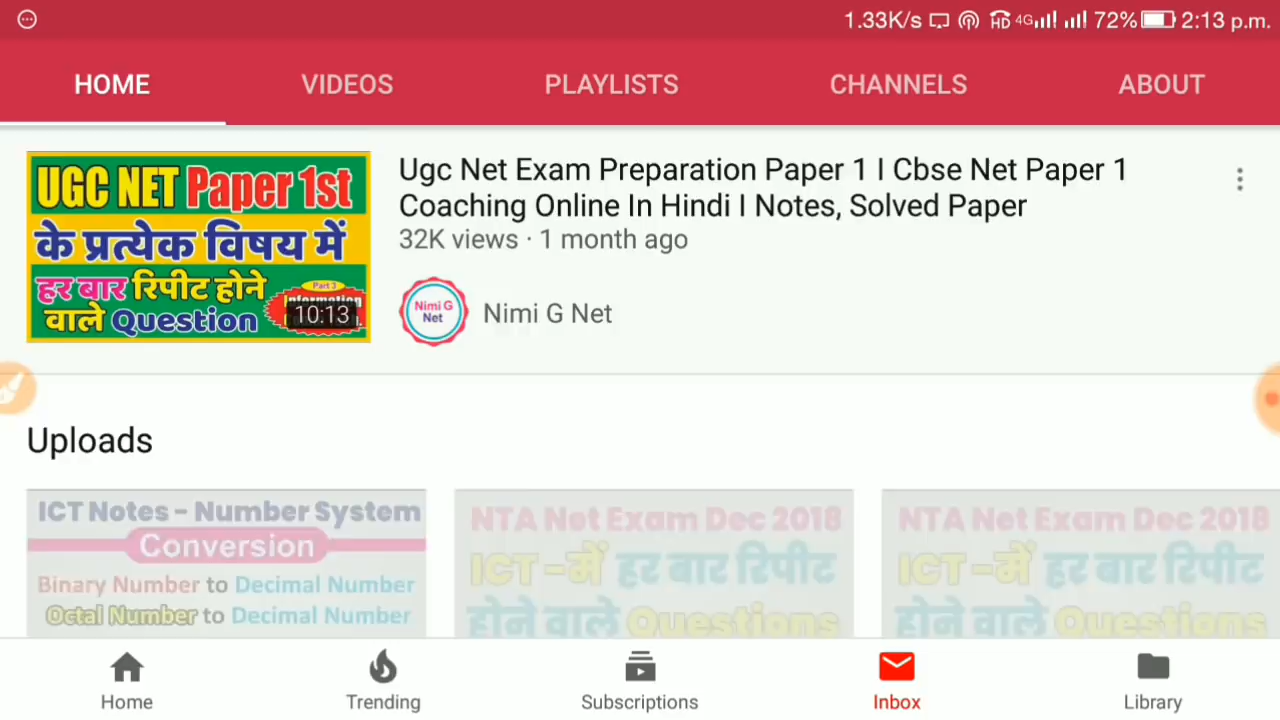 1.33K/s HD 4G 72% 2:13 p.m.
HOME VIDEOS PLAYLISTS CHANNELS ABOUT
UGC NET Paper 1st
के प्रत्येक विषय में
हर बार रिपीट होने
वाले Question
Part 3
Information
10:13
Ugc Net Exam Preparation Paper 1 I Cbse Net Paper 1
Coaching Online In Hindi I Notes, Solved Paper
32K views · 1 month ago
Nimi G
Net
Nimi G Net
Uploads
ICT Notes - Number System
Conversion
Binary Number to Decimal Number
Octal Number to Decimal Number
NTA Net Exam Dec 2018
ICT -में हर बार रिपीट
होने वाले Questions
NTA Net Exam Dec 2018
ICT -में हर बार रिपीट
होने वाले Questions
Home Trending Subscriptions Inbox Library